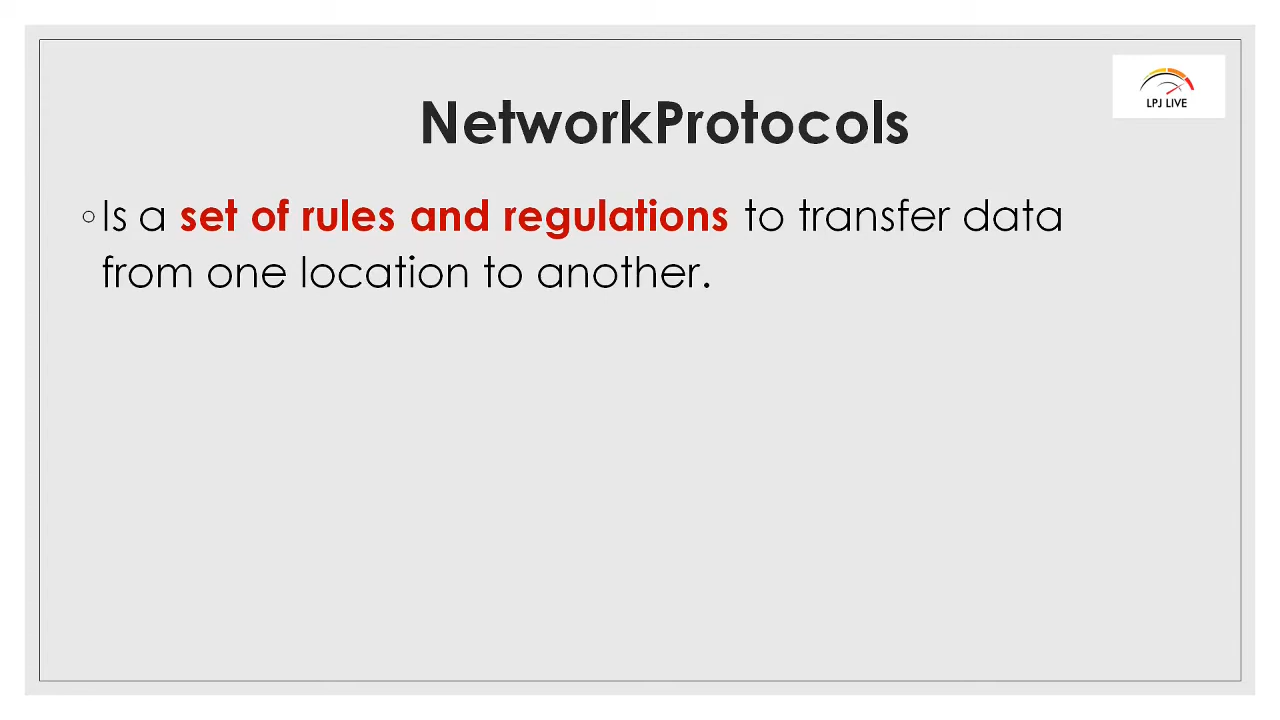 LPJ LIVE
NetworkProtocols
◦Is a set of rules and regulations to transfer data
from one location to another.